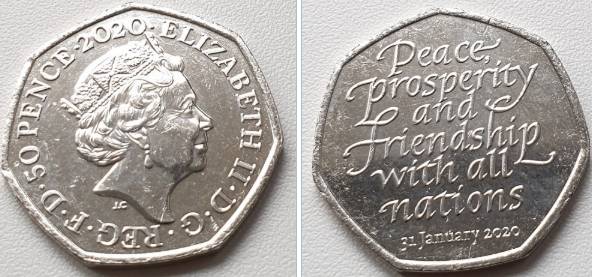 50 PENCE·2020·ELIZABETH II·D·G·REG·F·D·
JC
Peace,
prosperity
and
friendship
with all
nations
31 January 2020